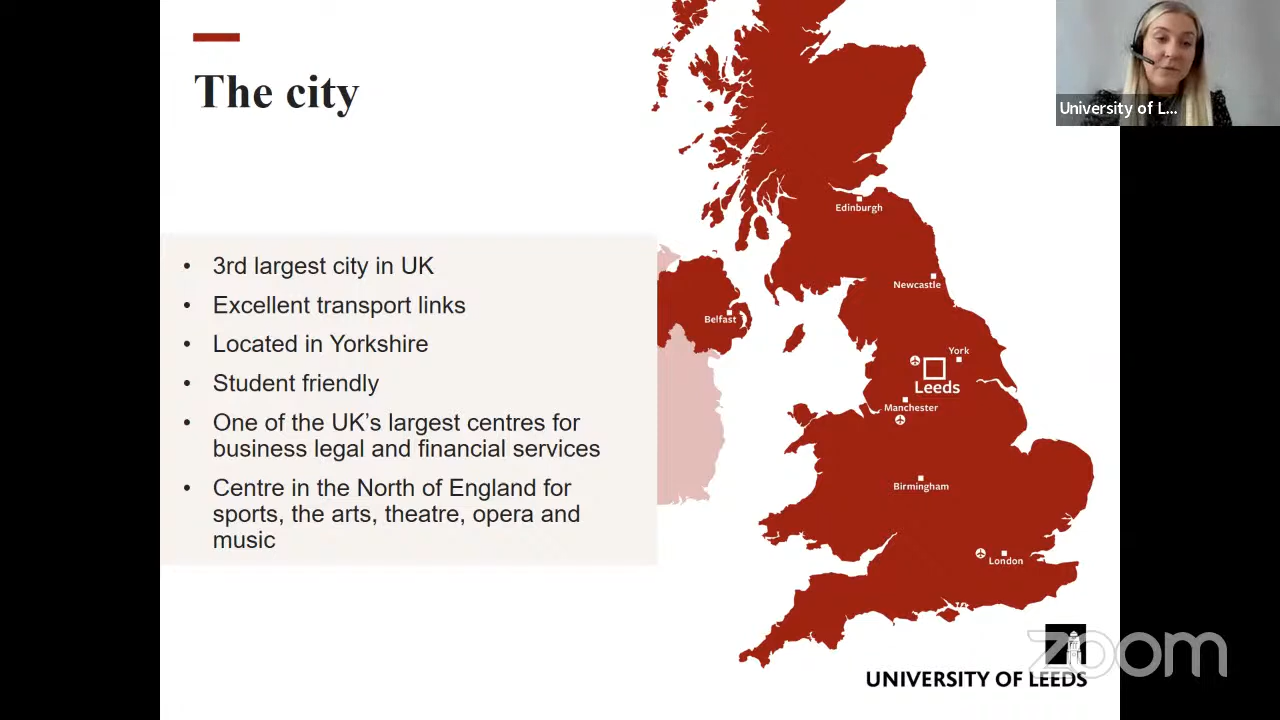 The city
• 3rd largest city in UK
• Excellent transport links
• Located in Yorkshire
• Student friendly
• One of the UK’s largest centres for
business legal and financial services
• Centre in the North of England for
sports, the arts, theatre, opera and
music
Edinburgh
Newcastle
Belfast
York
Leeds
Manchester
Birmingham
London
UNIVERSITY OF LEEDS
zoom
University of L...